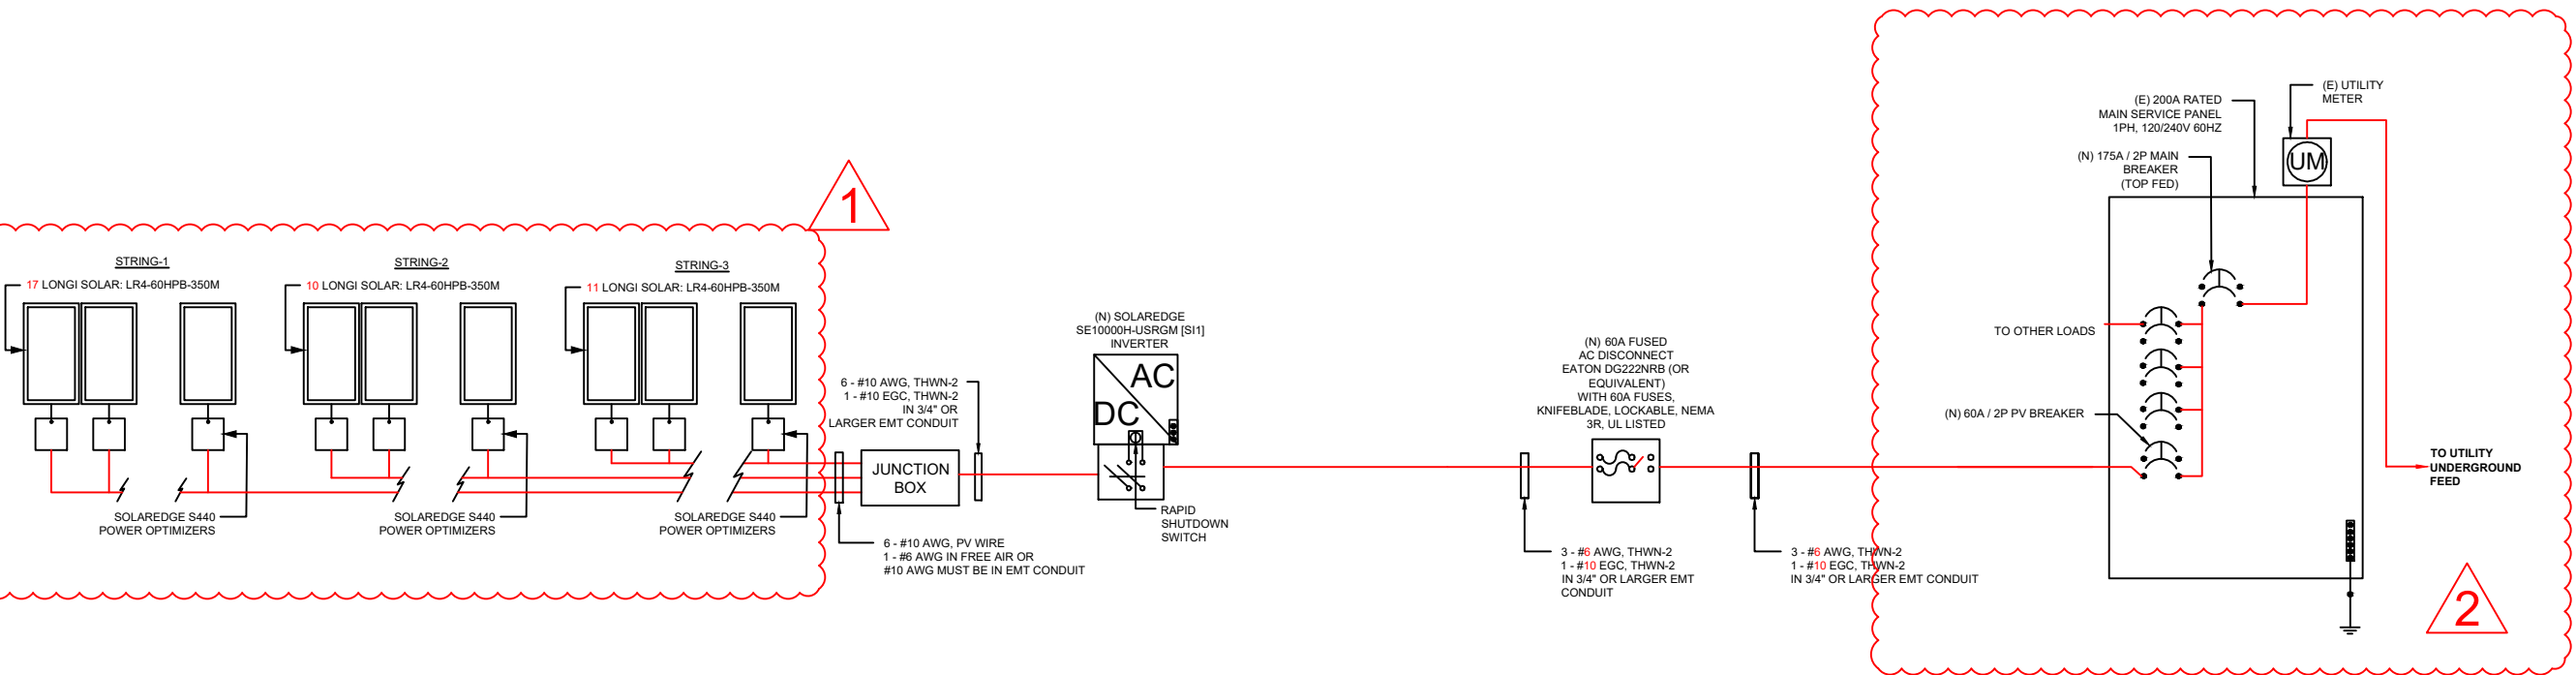 1
STRING-1
17 LONGI SOLAR: LR4-60HPB-350M
STRING-2
10 LONGI SOLAR: LR4-60HPB-350M
STRING-3
11 LONGI SOLAR: LR4-60HPB-350M
SOLAREDGE S440
POWER OPTIMIZERS
SOLAREDGE S440
POWER OPTIMIZERS
SOLAREDGE S440
POWER OPTIMIZERS
6 - #10 AWG, THWN-2
1 - #10 EGC, THWN-2
IN 3/4" OR
LARGER EMT CONDUIT
JUNCTION
BOX
6 - #10 AWG, PV WIRE
1 - #6 AWG IN FREE AIR OR
#10 AWG MUST BE IN EMT CONDUIT
(N) SOLAREDGE
SE10000H-USRGM [SI1]
INVERTER
AC
DC
RAPID
SHUTDOWN
SWITCH
(N) 60A FUSED
AC DISCONNECT
EATON DG222NRB (OR
EQUIVALENT)
WITH 60A FUSES,
KNIFEBLADE, LOCKABLE, NEMA
3R, UL LISTED
3 - #6 AWG, THWN-2
1 - #10 EGC, THWN-2
IN 3/4" OR LARGER EMT
CONDUIT
3 - #6 AWG, THWN-2
1 - #10 EGC, THWN-2
IN 3/4" OR LARGER EMT CONDUIT
(E) UTILITY
METER
(E) 200A RATED
MAIN SERVICE PANEL
1PH, 120/240V 60HZ
UM
(N) 175A / 2P MAIN
BREAKER
(TOP FED)
TO OTHER LOADS
(N) 60A / 2P PV BREAKER
TO UTILITY
UNDERGROUND
FEED
2